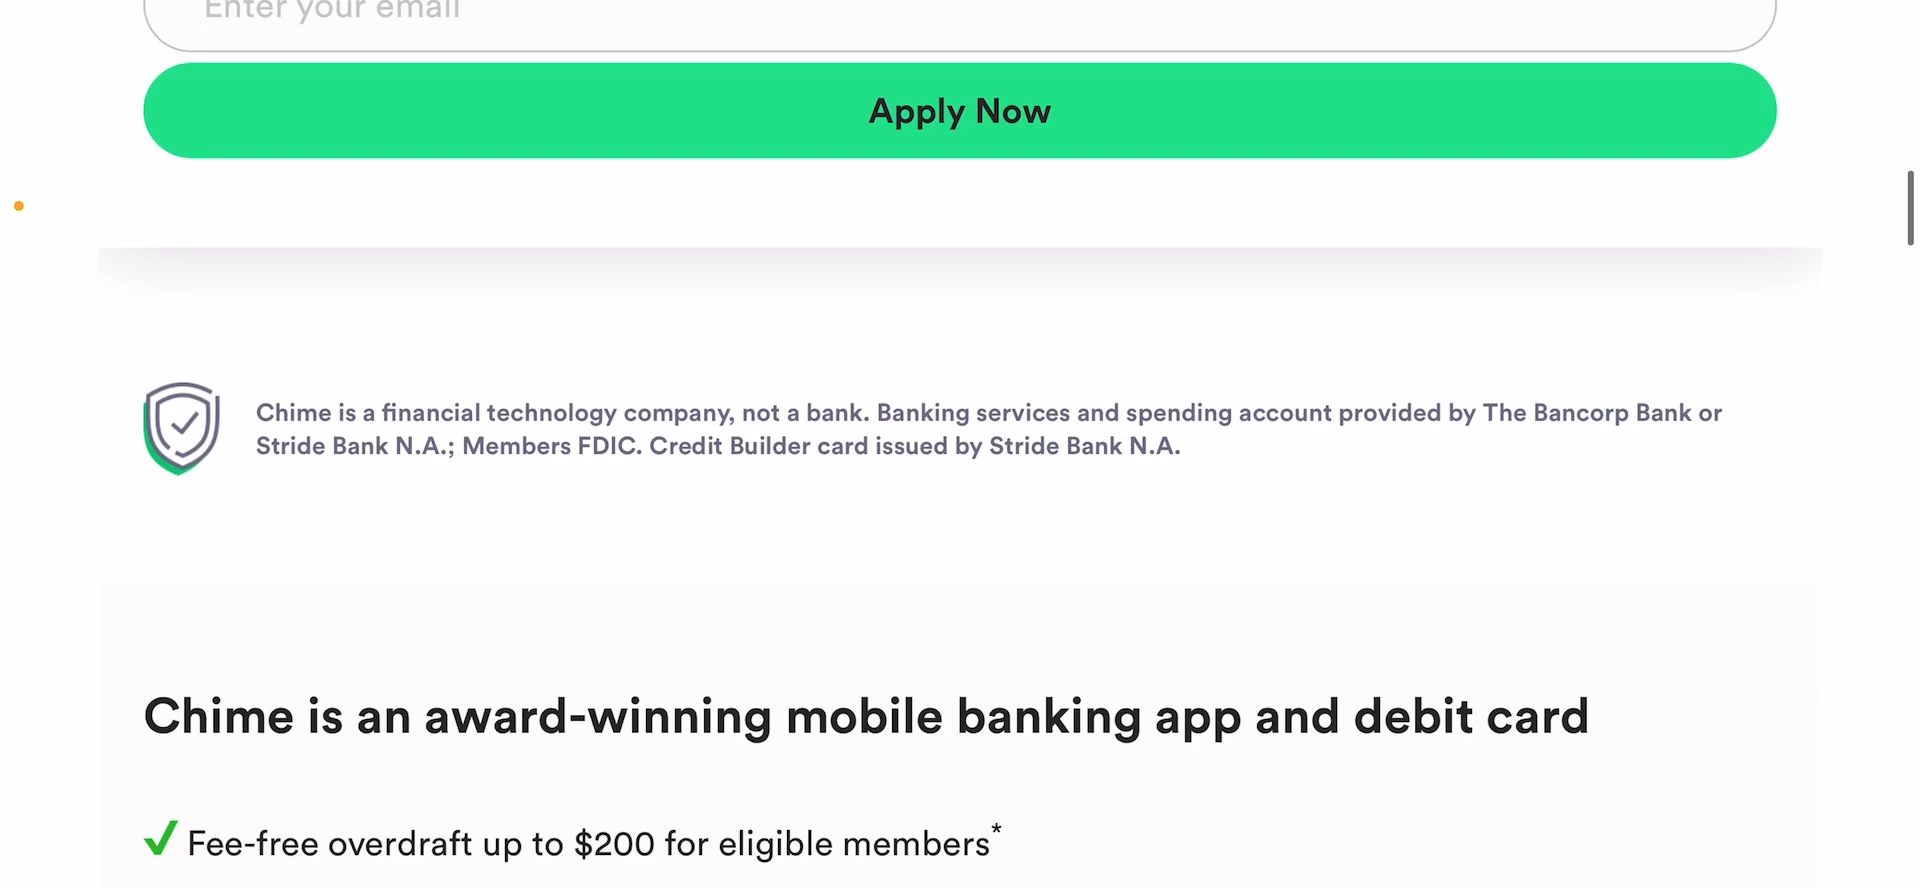 Enter your email
Apply Now
Chime is a financial technology company, not a bank. Banking services and spending account provided by The Bancorp Bank or
Stride Bank N.A.; Members FDIC. Credit Builder card issued by Stride Bank N.A.
Chime is an award-winning mobile banking app and debit card
Fee-free overdraft up to $200 for eligible members*